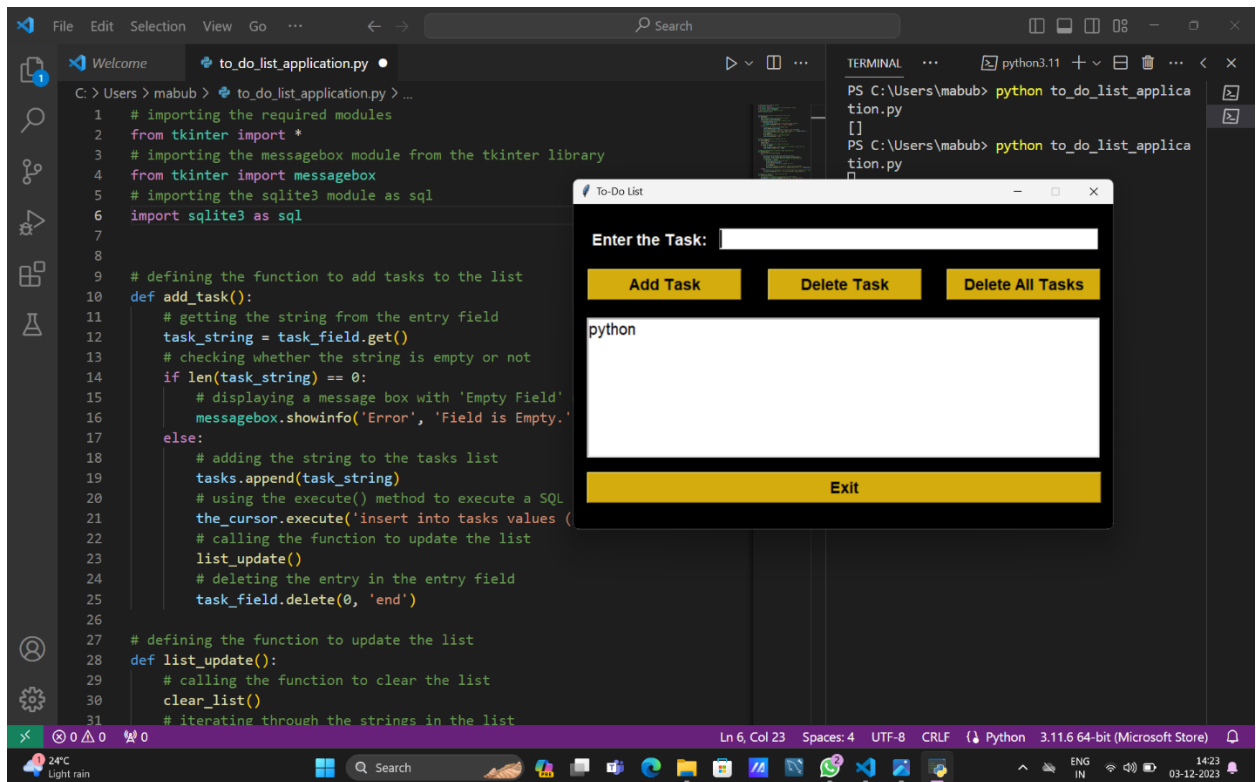 File Edit Selection View Go ··· Search
Welcome to_do_list_application.py
C: > Users > mabub > to_do_list_application.py > ...
1 # importing the required modules
2 from tkinter import *
3 # importing the messagebox module from the tkinter library
4 from tkinter import messagebox
5 # importing the sqlite3 module as sql
6 import sqlite3 as sql
7
8
9 # defining the function to add tasks to the list
10 def add_task():
11 # getting the string from the entry field
12 task_string = task_field.get()
13 # checking whether the string is empty or not
14 if len(task_string) == 0:
15 # displaying a message box with 'Empty Field'
16 messagebox.showinfo('Error', 'Field is Empty.'
17 else:
18 # adding the string to the tasks list
19 tasks.append(task_string)
20 # using the execute() method to execute a SQL
21 the_cursor.execute('insert into tasks values (
22 # calling the function to update the list
23 list_update()
24 # deleting the entry in the entry field
25 task_field.delete(0, 'end')
26
27 # defining the function to update the list
28 def list_update():
29 # calling the function to clear the list
30 clear_list()
31 # iterating through the strings in the list
TERMINAL ··· python3.11
PS C:\Users\mabub> python to_do_list_applica
tion.py
[]
PS C:\Users\mabub> python to_do_list_applica
tion.py
To-Do List
Enter the Task:
Add Task Delete Task Delete All Tasks
python
Exit
0 0 0 Ln 6, Col 23 Spaces: 4 UTF-8 CRLF Python 3.11.6 64-bit (Microsoft Store)
1 24°C
Light rain
Search
ENG
IN
14:23
03-12-2023